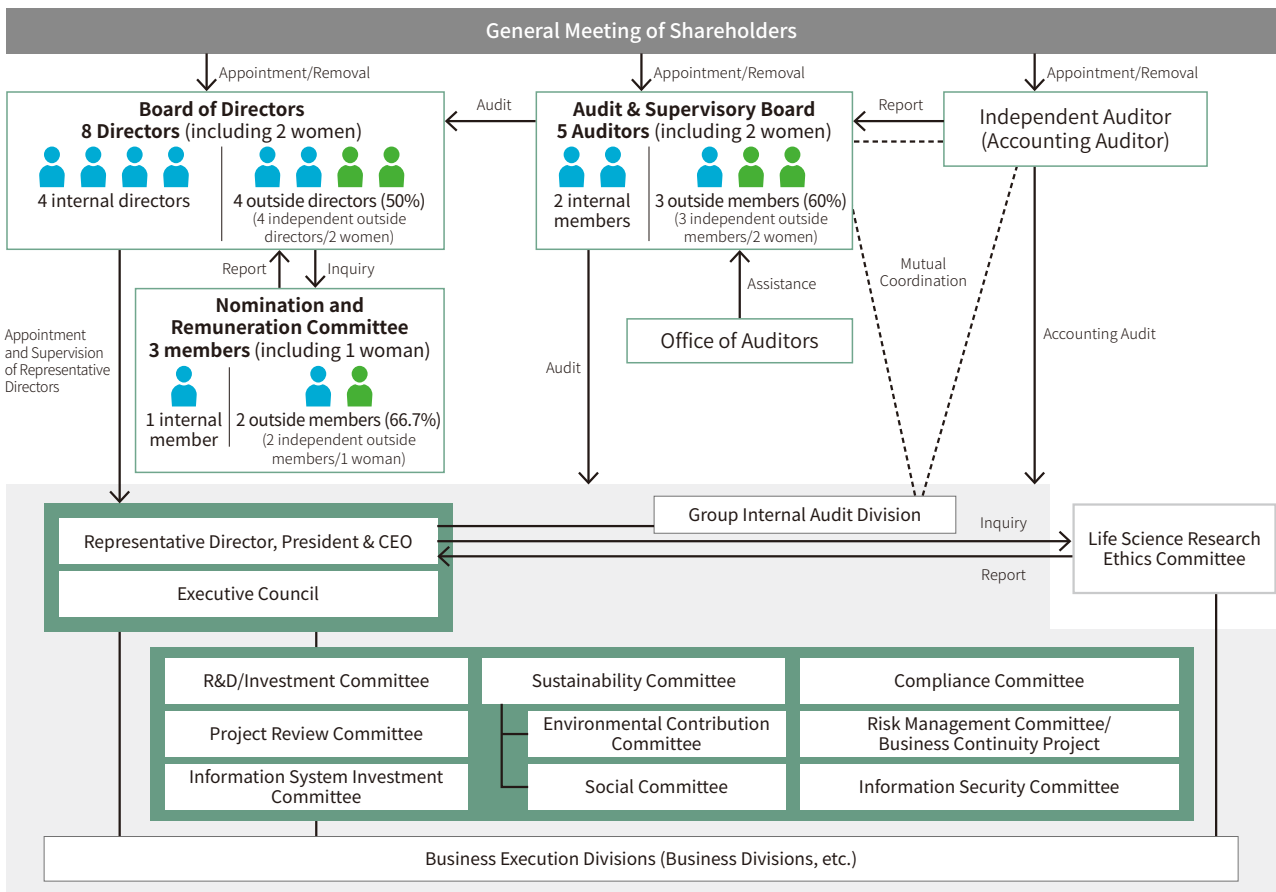 General Meeting of Shareholders
Appointment/Removal
Appointment/Removal
Appointment/Removal
Board of Directors
8 Directors (including 2 women)
4 internal directors
4 outside directors (50%)
(4 independent outside
directors/2 women)
Audit
Audit & Supervisory Board
5 Auditors (including 2 women)
2 internal
members
3 outside members (60%)
(3 independent outside
members/2 women)
Report
Independent Auditor
(Accounting Auditor)
Report
Inquiry
Mutual
Coordination
Assistance
Office of Auditors
Nomination and
Remuneration Committee
3 members (including 1 woman)
1 internal
member
2 outside members (66.7%)
(2 independent outside
members/1 woman)
Appointment
and Supervision
of Representative
Directors
Audit
Accounting Audit
Group Internal Audit Division
Representative Director, President & CEO
Executive Council
Inquiry
Report
Life Science Research
Ethics Committee
R&D/Investment Committee
Sustainability Committee
Compliance Committee
Project Review Committee
Environmental Contribution
Committee
Risk Management Committee/
Business Continuity Project
Information System Investment
Committee
Social Committee
Information Security Committee
Business Execution Divisions (Business Divisions, etc.)